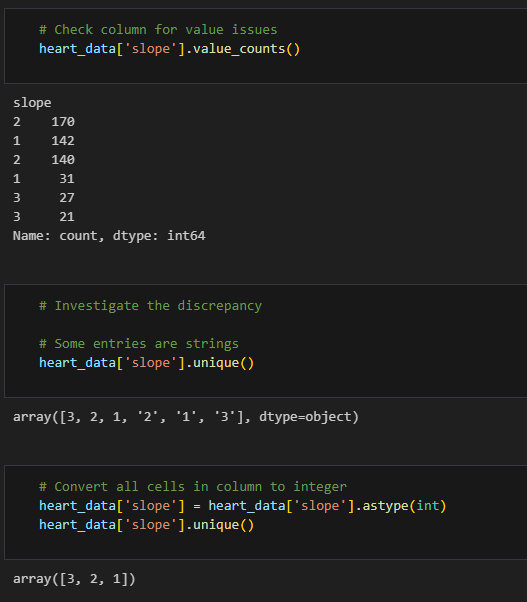 # Check column for value issues
heart_data['slope'].value_counts()
slope
2    170
1    142
2    140
1     31
3     27
3     21
Name: count, dtype: int64
# Investigate the discrepancy
# Some entries are strings
heart_data['slope'].unique()
array([3, 2, 1, '2', '1', '3'], dtype=object)
# Convert all cells in column to integer
heart_data['slope'] = heart_data['slope'].astype(int)
heart_data['slope'].unique()
array([3, 2, 1])